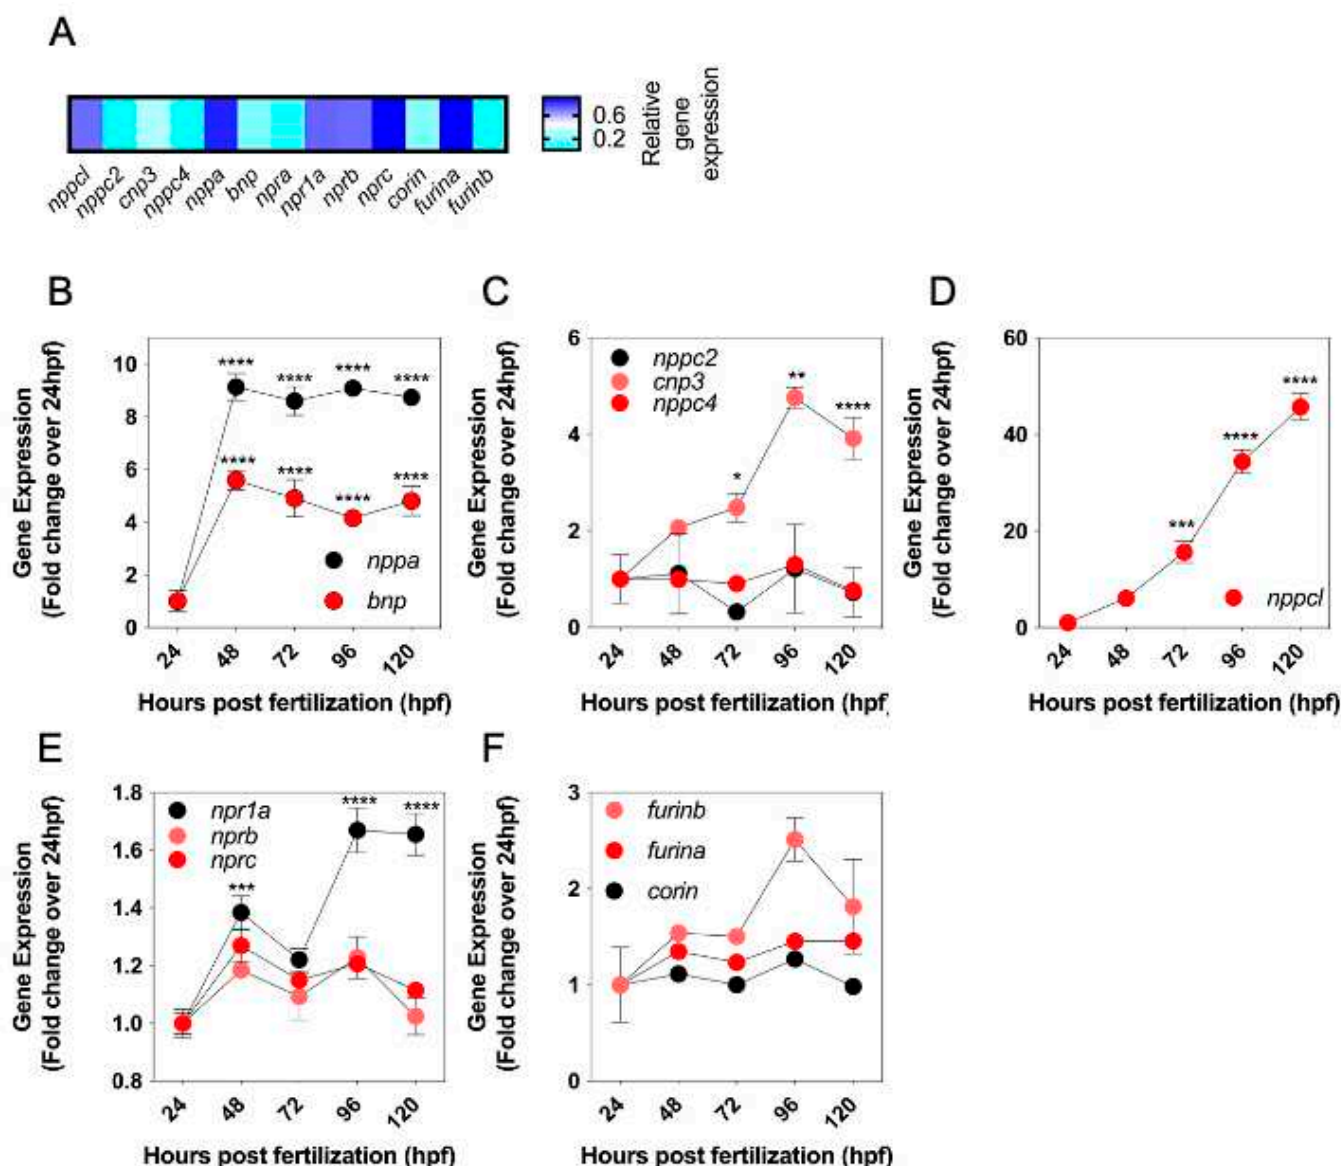 A
0.6
0.2
Relative
gene
expression
nppcl
nppc2
cnp3
nppc4
nppa
bnp
npra
npr1a
nprb
nprc
corin
furina
furinb
B
Gene Expression
(Fold change over 24hpf)
10
8
6
4
2
0
****
****
****
****
****
****
****
****
nppa
bnp
24
48
72
96
120
Hours post fertilization (hpf)
C
Gene Expression
(Fold change over 24hpf)
6
4
2
0
nppc2
cnp3
nppc4
*
**
****
24
48
72
96
120
Hours post fertilization (hpf)
D
Gene Expression
(Fold change over 24hpf)
60
40
20
0
***
****
****
nppcl
24
48
72
96
120
Hours post fertilization (hpf)
E
Gene Expression
(Fold change over 24hpf)
1.8
1.6
1.4
1.2
1.0
0.8
npr1a
nprb
nprc
***
****
****
24
48
72
96
120
Hours post fertilization (hpf)
F
Gene Expression
(Fold change over 24hpf)
3
2
1
0
furinb
furina
corin
24
48
72
96
120
Hours post fertilization (hpf)